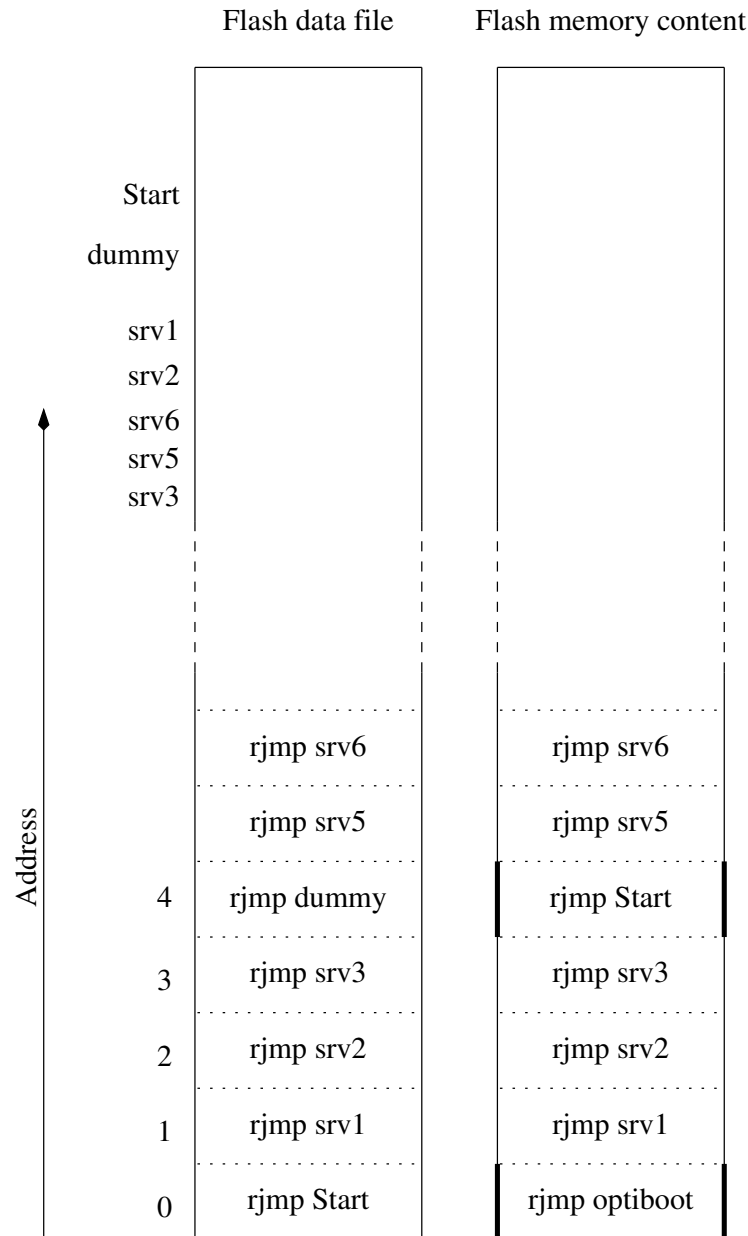 Flash data file Flash memory content
Start
dummy
srv1
srv2
srv6
srv5
srv3
rjmp srv6 rjmp srv6
rjmp srv5 rjmp srv5
Address
4 rjmp dummy rjmp Start
3 rjmp srv3 rjmp srv3
2 rjmp srv2 rjmp srv2
1 rjmp srv1 rjmp srv1
0 rjmp Start rjmp optiboot